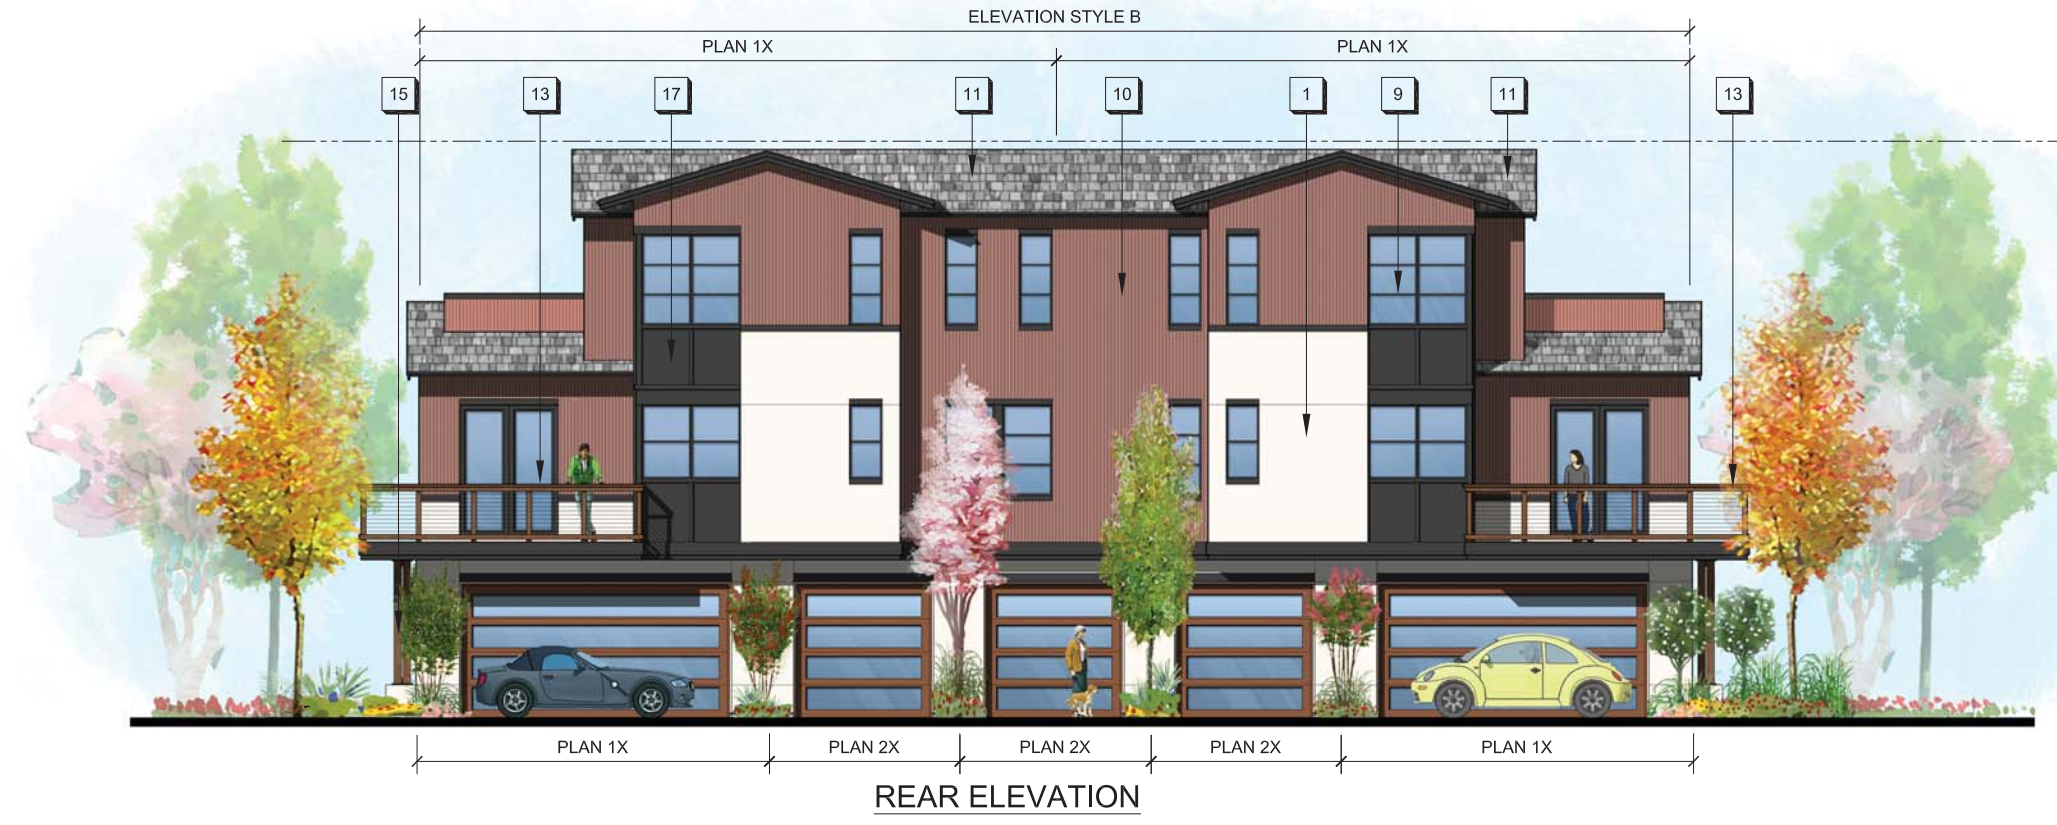 ELEVATION STYLE B
PLAN 1X PLAN 1X
15 13 17 11 10 1 9 11 13
PLAN 1X PLAN 2X PLAN 2X PLAN 2X PLAN 1X
REAR ELEVATION